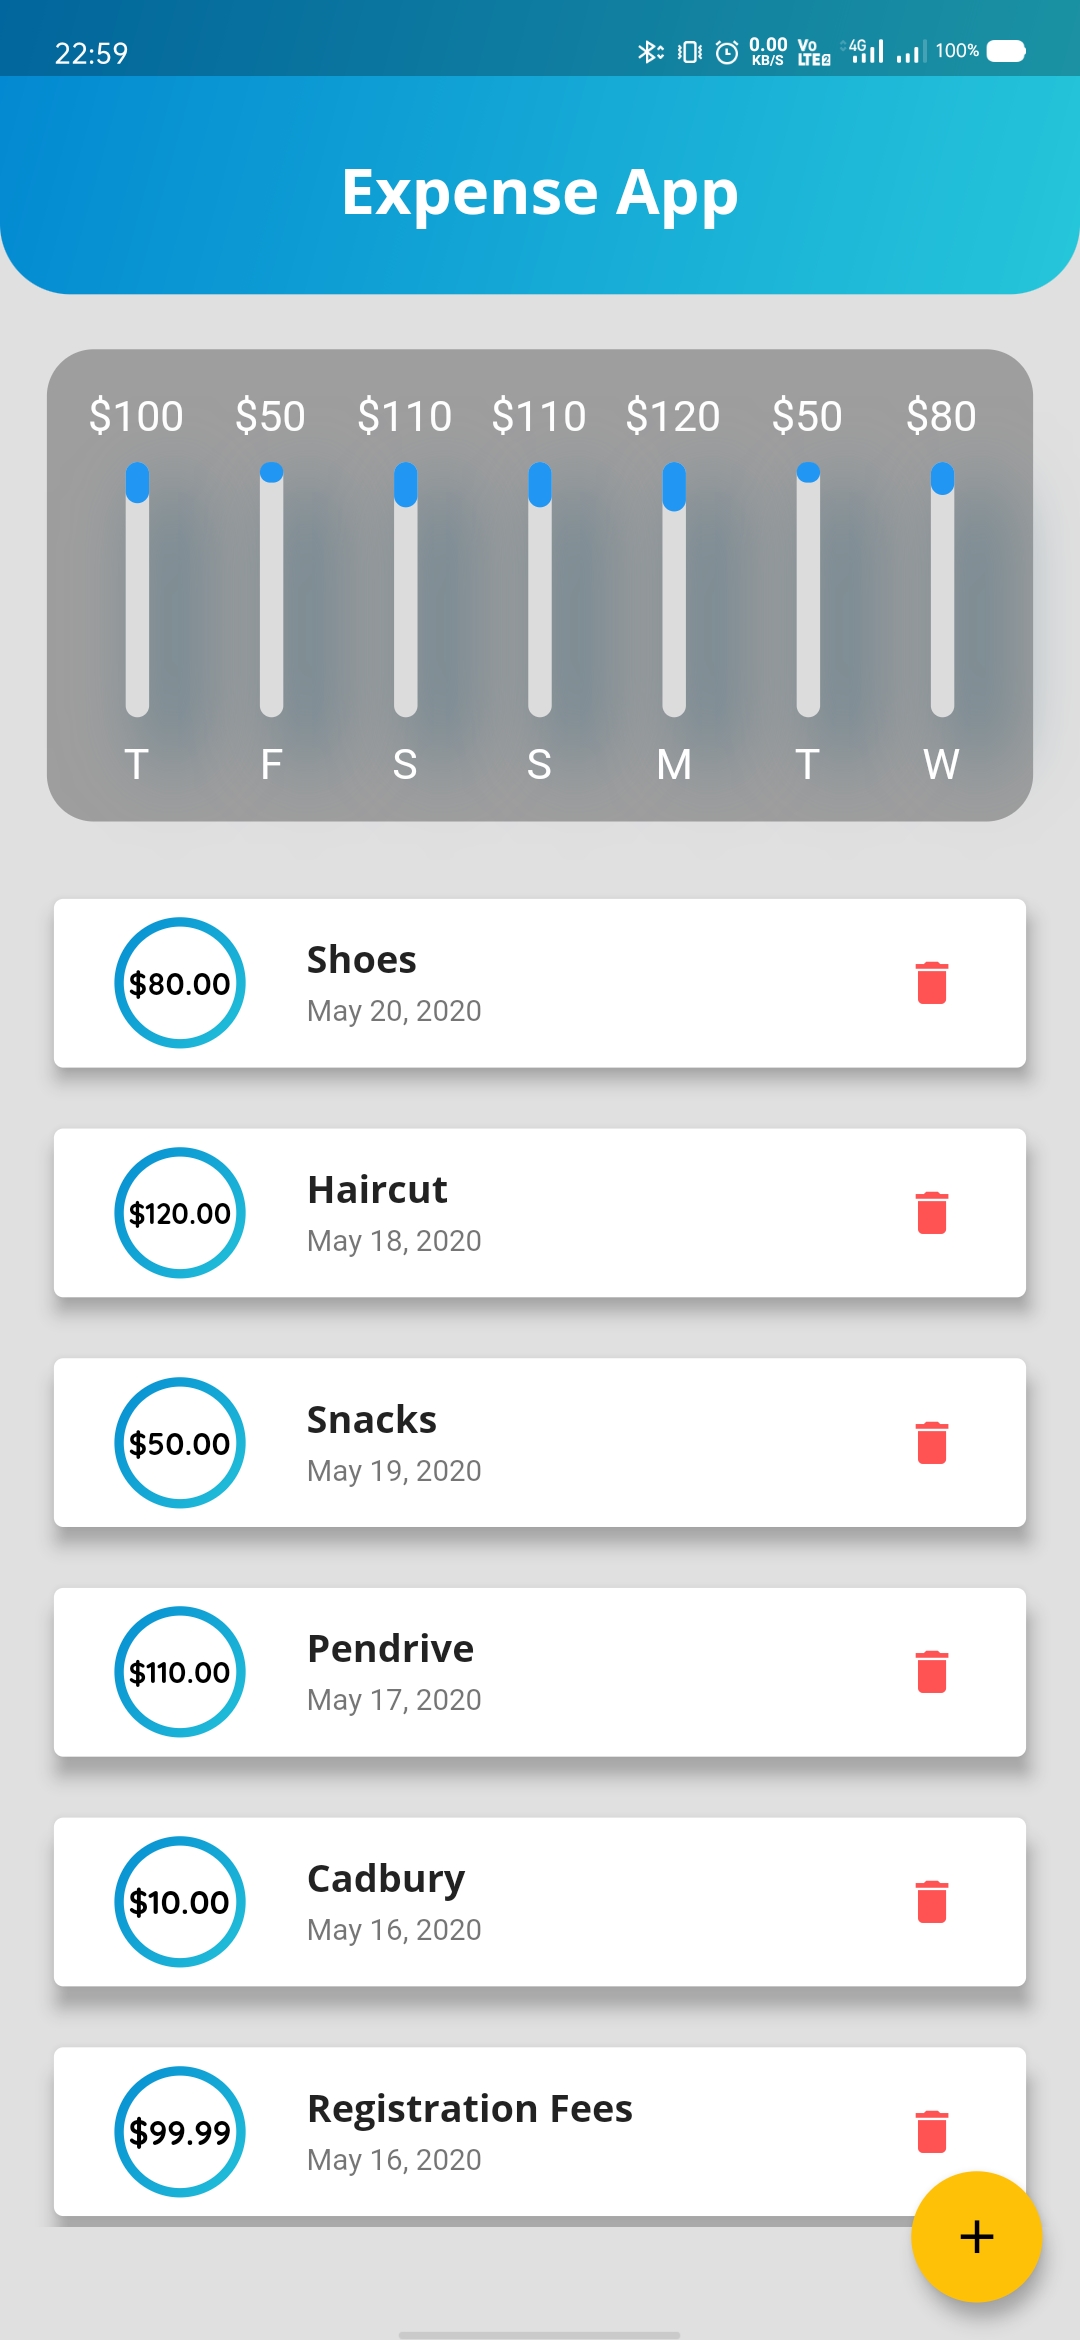 22:59 0.00 KB/S Vo LTE2 4G 100%
Expense App
$100 $50 $110 $110 $120 $50 $80
T F S S M T W
$80.00 Shoes
May 20, 2020
$120.00 Haircut
May 18, 2020
$50.00 Snacks
May 19, 2020
$110.00 Pendrive
May 17, 2020
$10.00 Cadbury
May 16, 2020
$99.99 Registration Fees
May 16, 2020
+